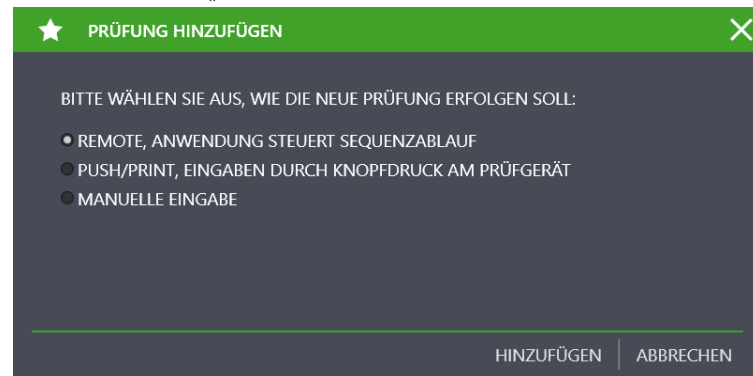 PRÜFUNG HINZUFÜGEN
BITTE WÄHLEN SIE AUS, WIE DIE NEUE PRÜFUNG ERFOLGEN SOLL:
REMOTE, ANWENDUNG STEUERT SEQUENZABLAUF
PUSH/PRINT, EINGABEN DURCH KNOPFDRUCK AM PRÜFGERÄT
MANUELLE EINGABE
HINZUFÜGEN ABBRECHEN